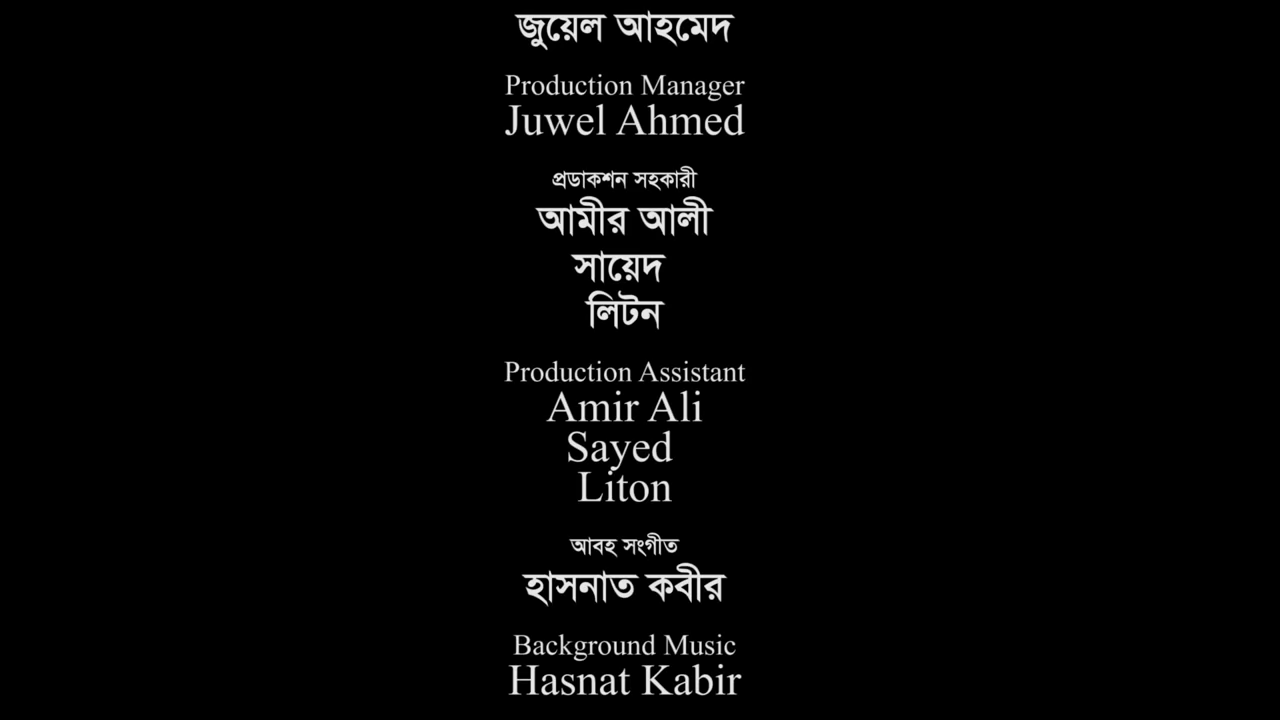 জুয়েল আহমেদ
Production Manager
Juwel Ahmed
প্রডাকশন সহকারী
আমীর আলী
সায়েদ
লিটন
Production Assistant
Amir Ali
Sayed
Liton
আবহ সংগীত
হাসনাত কবীর
Background Music
Hasnat Kabir